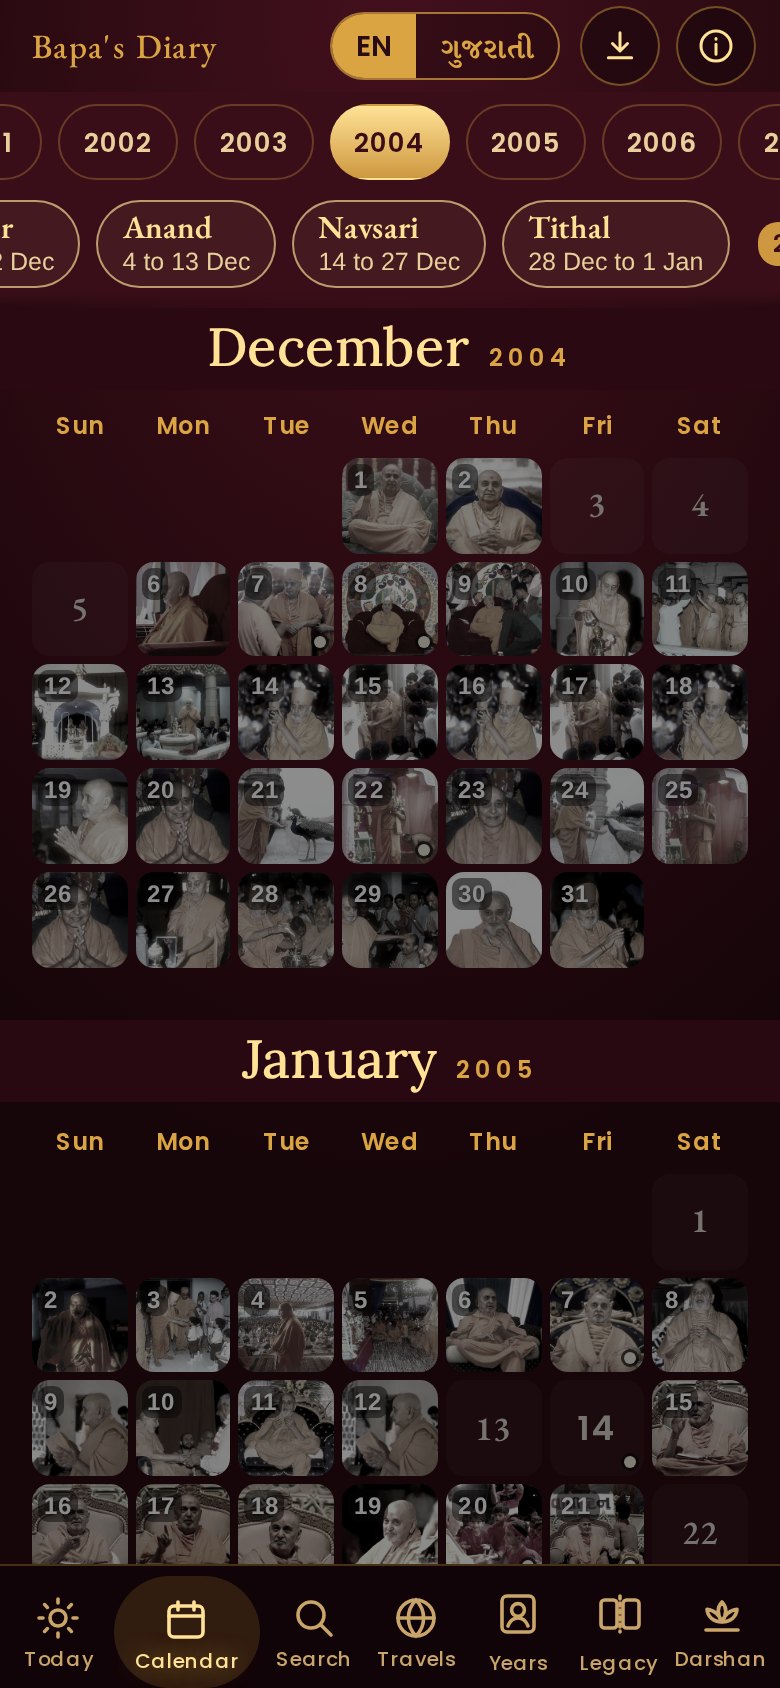 Bapa's Diary EN ગુજરાતી
1 2002 2003 2004 2005 2006 2
r Anand Navsari Tithal
2 Dec 4 to 13 Dec 14 to 27 Dec 28 Dec to 1 Jan 2
December 2004
Sun Mon Tue Wed Thu Fri Sat
1 2 3 4
5 6 7 8 9 10 11
12 13 14 15 16 17 18
19 20 21 22 23 24 25
26 27 28 29 30 31
January 2005
Sun Mon Tue Wed Thu Fri Sat
1
2 3 4 5 6 7 8
9 10 11 12 13 14 15
16 17 18 19 20 21 22
Today Calendar Search Travels Years Legacy Darshan